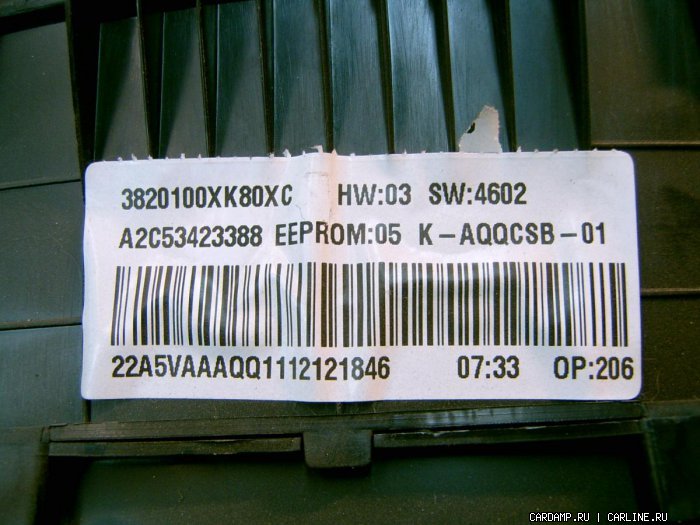 3820100XK80XC HW:03 SW:4602
A2C53423388 EEPROM:05 K-AQQCSB-01
22A5VAAAQQ1112121846 07:33 OP:206
CARDAMP.RU | CARLINE.RU